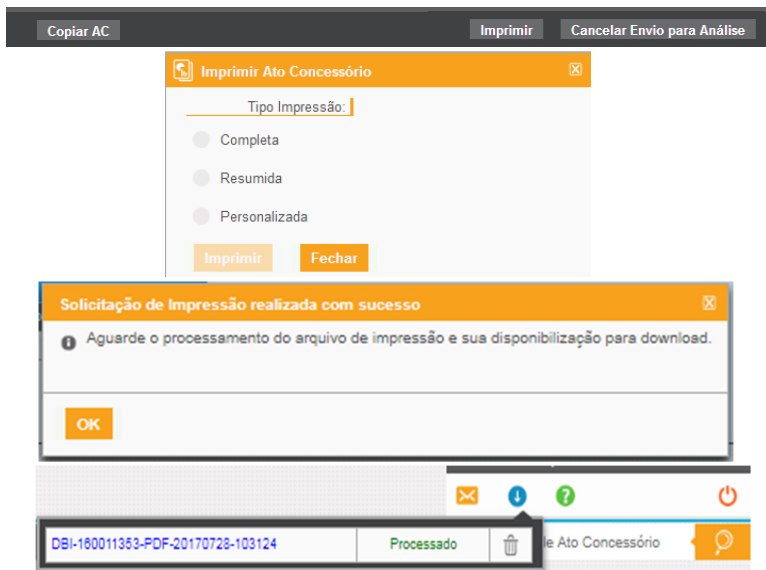 Copiar AC
Imprimir
Cancelar Envio para Análise
Imprimir Ato Concessório
Tipo Impressão:
Completa
Resumida
Personalizada
Imprimir
Fechar
Solicitação de Impressão realizada com sucesso
Aguarde o processamento do arquivo de impressão e sua disponibilização para download.
OK
DBI-160011353-PDF-20170728-103124
Processado
le Ato Concessório